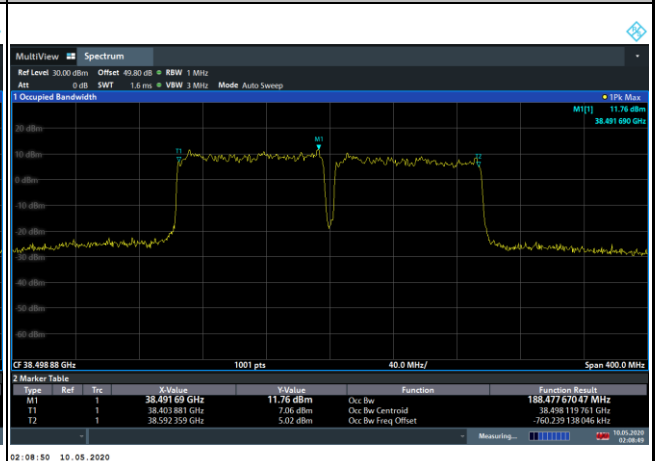 MultiView Spectrum
Ref Level 30.00 dBm Offset 49.80 dB RBW 1 MHz
Att 0 dB SWT 1.6 ms VBW 3 MHz Mode Auto Sweep
1 Occupied Bandwidth 1Pk Max
M1[1] 11.76 dBm
38.491 690 GHz
20 dBm
M1
T1
10 dBm
T2
0 dBm
-10 dBm
-20 dBm
-30 dBm
-40 dBm
-50 dBm
-60 dBm
CF 38.498 88 GHz 1001 pts 40.0 MHz/ Span 400.0 MHz
2 Marker Table
Type Ref Trc X-Value Y-Value Function Function Result
M1 1 38.491 69 GHz 11.76 dBm Occ Bw 188.477 670 47 MHz
T1 1 38.403 881 GHz 7.06 dBm Occ Bw Centroid 38.498 119 761 GHz
T2 1 38.592 359 GHz 5.02 dBm Occ Bw Freq Offset -760.239 138 046 kHz
Measuring... 10.05.2020
02:08:49
02:08:50 10.05.2020